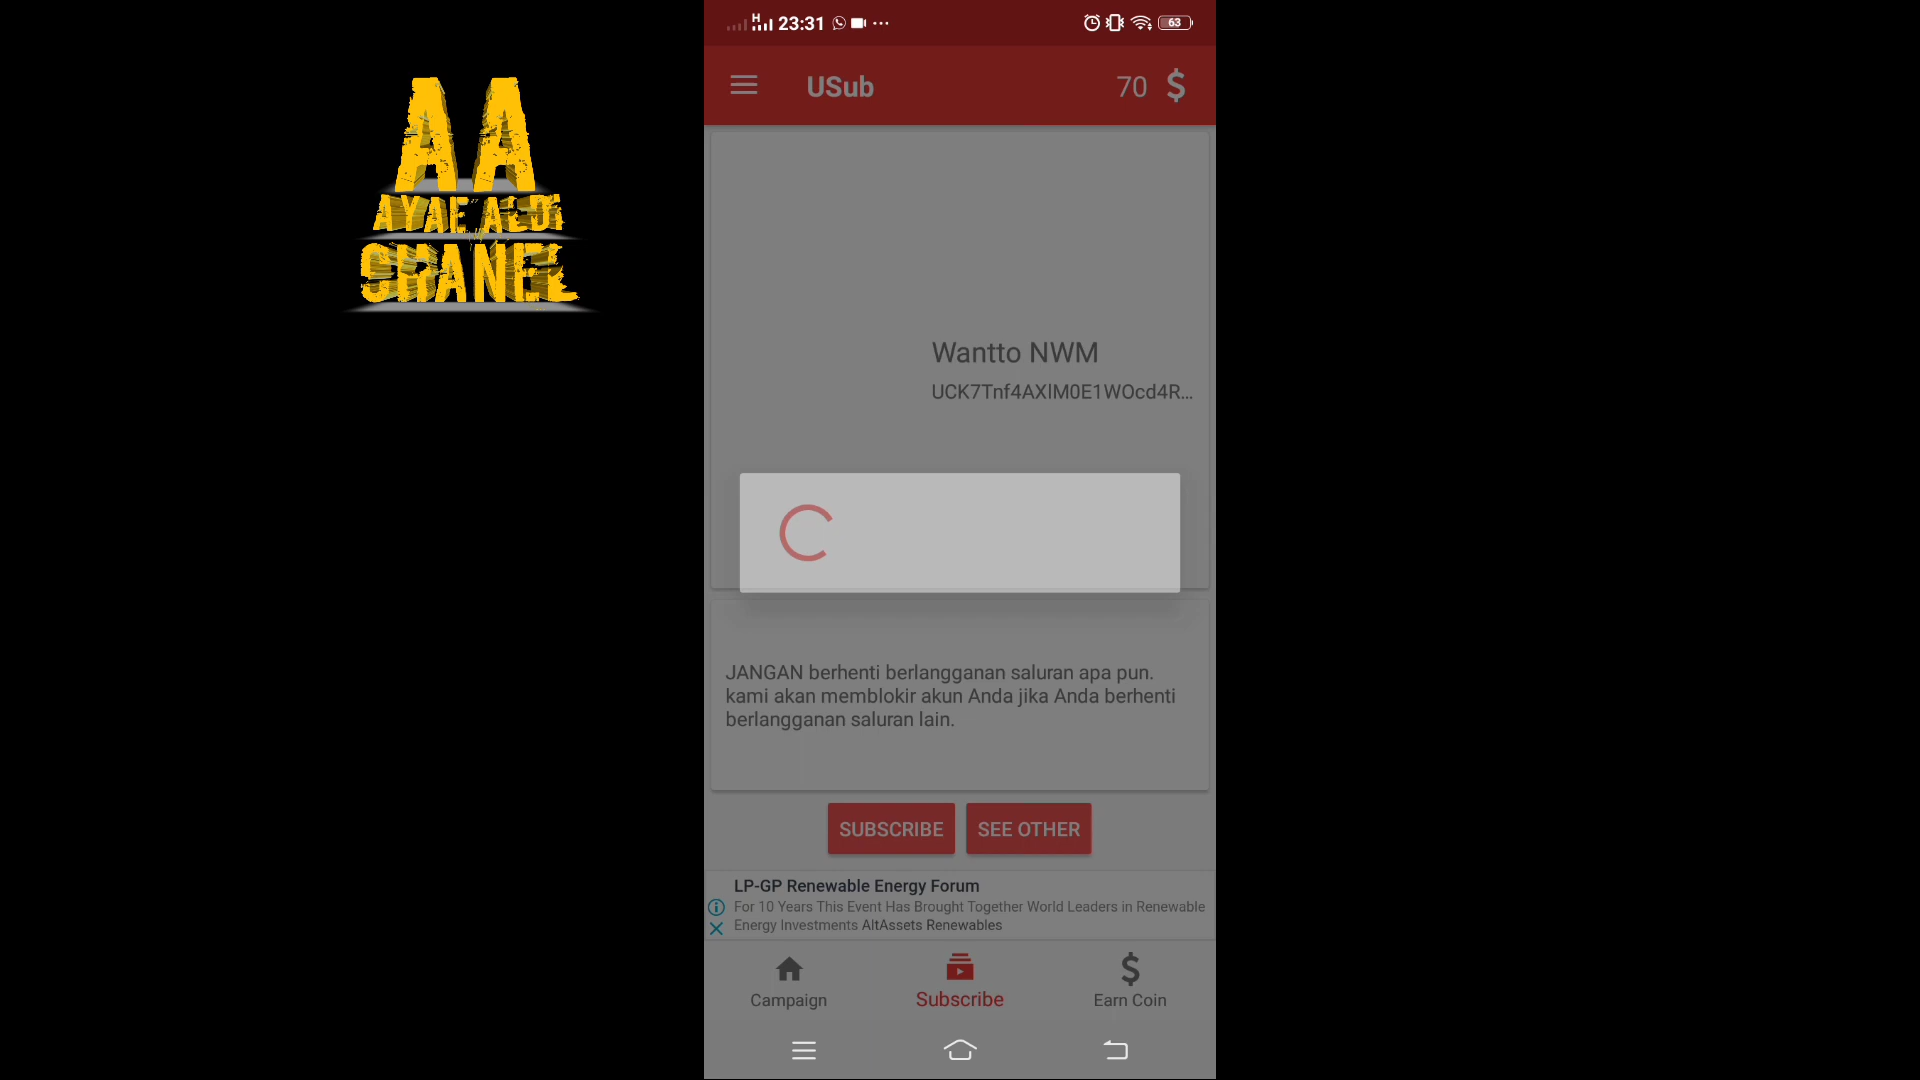 AA
AYAE ALDI
CHANEL
H
23:31
63
USub
70 $
Wantto NWM
UCK7Tnf4AXlM0E1WOcd4R...
JANGAN berhenti berlangganan saluran apa pun.
kami akan memblokir akun Anda jika Anda berhenti
berlangganan saluran lain.
SUBSCRIBE
SEE OTHER
LP-GP Renewable Energy Forum
For 10 Years This Event Has Brought Together World Leaders in Renewable
Energy Investments AltAssets Renewables
Campaign
Subscribe
Earn Coin